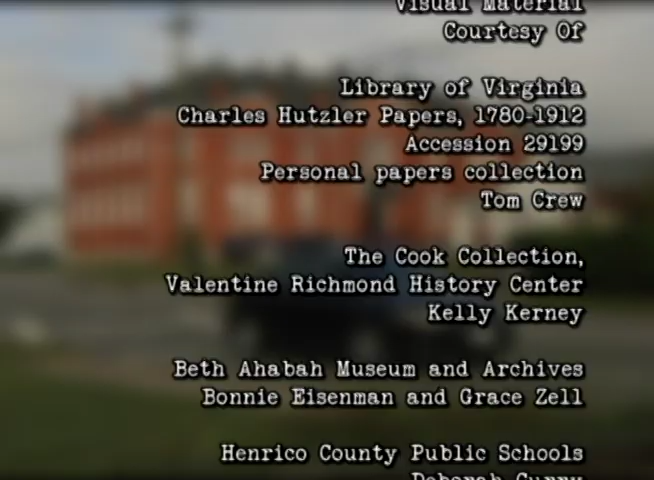 Visual Material
Courtesy Of
Library of Virginia
Charles Hutzler Papers, 1780-1912
Accession 29199
Personal papers collection
Tom Crew
The Cook Collection,
Valentine Richmond History Center
Kelly Kerney
Beth Ahabah Museum and Archives
Bonnie Eisenman and Grace Zell
Henrico County Public Schools
Deborah Curry